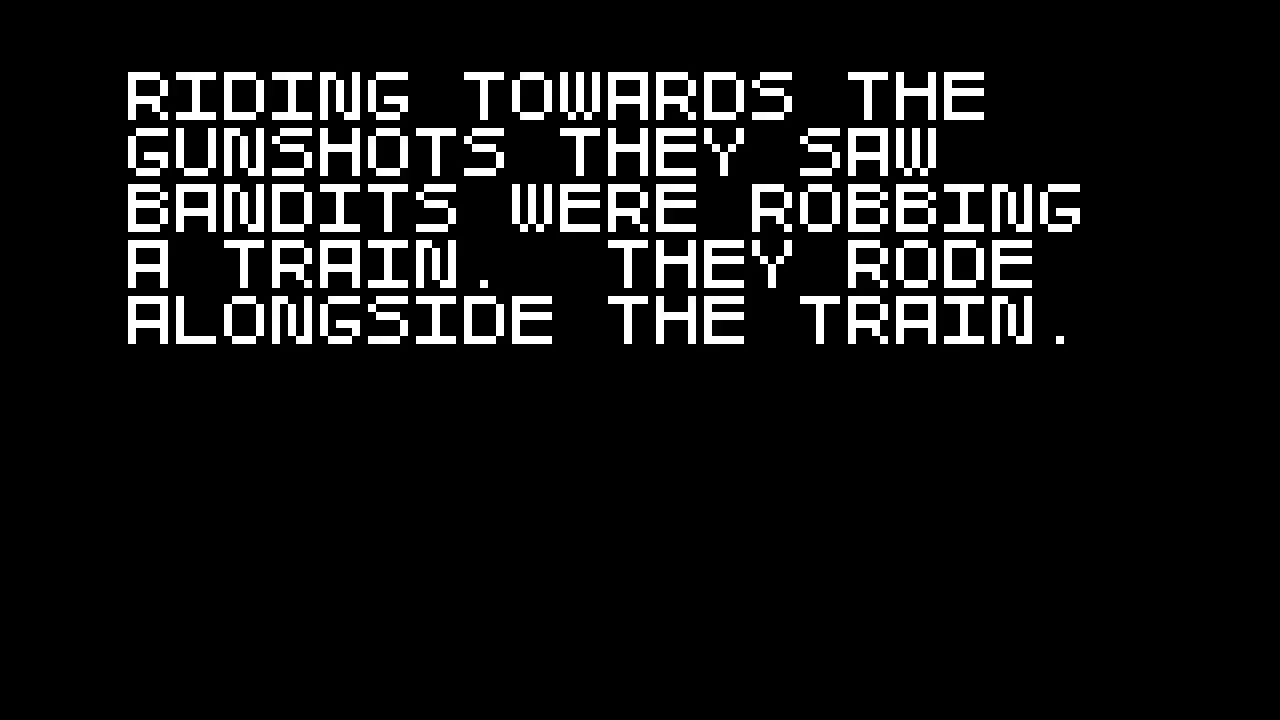 RIDING TOWARDS THE
GUNSHOTS THEY SAW
BANDITS WERE ROBBING
A TRAIN.  THEY RODE
ALONGSIDE THE TRAIN.